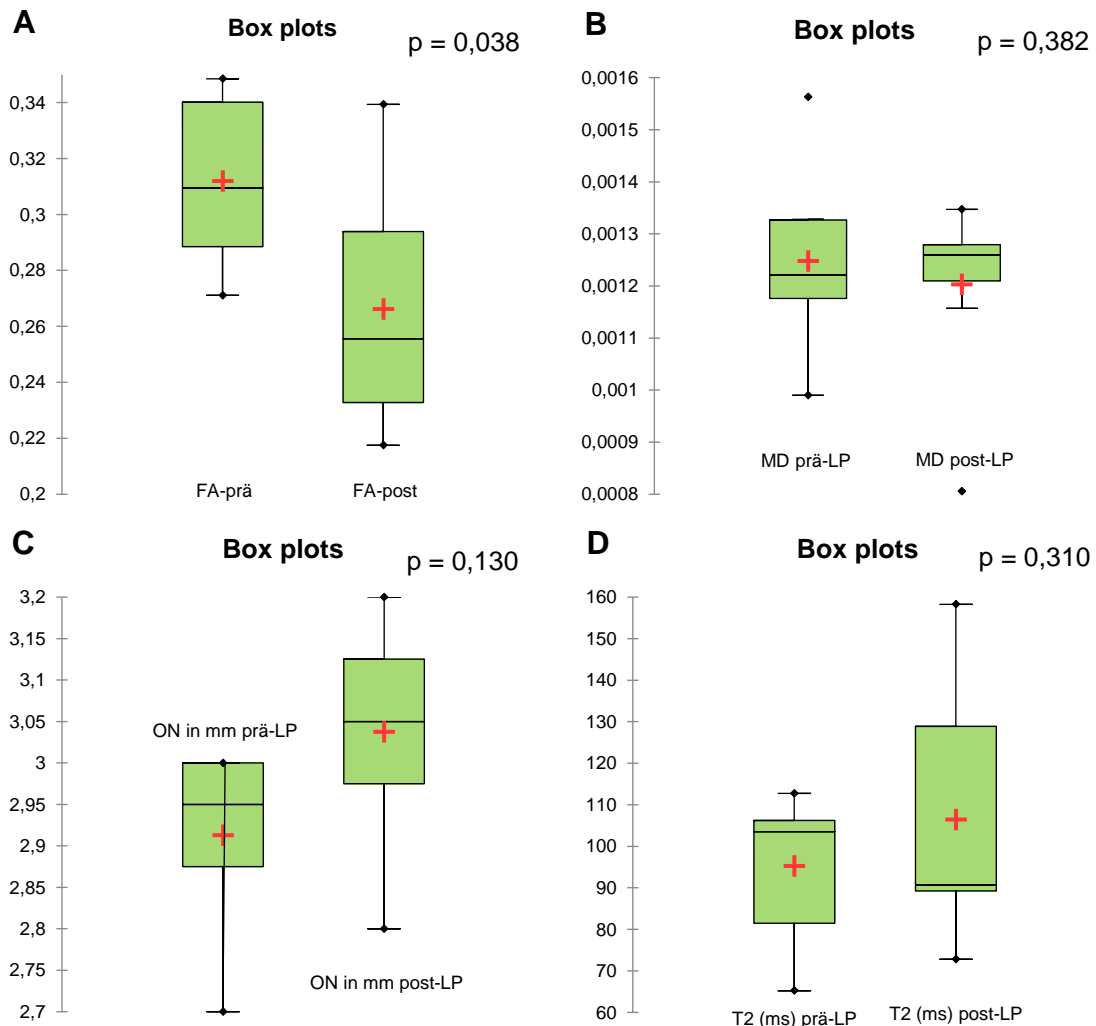 A
Box plots
p = 0,038
0,34
0,32
0,3
0,28
0,26
0,24
0,22
0,2
FA-prä
FA-post
B
Box plots
p = 0,382
0,0016
0,0015
0,0014
0,0013
0,0012
0,0011
0,001
0,0009
0,0008
MD prä-LP
MD post-LP
C
Box plots
p = 0,130
3,2
3,15
3,1
3,05
3
2,95
2,9
2,85
2,8
2,75
2,7
ON in mm prä-LP
ON in mm post-LP
D
Box plots
p = 0,310
160
150
140
130
120
110
100
90
80
70
60
T2 (ms) prä-LP
T2 (ms) post-LP